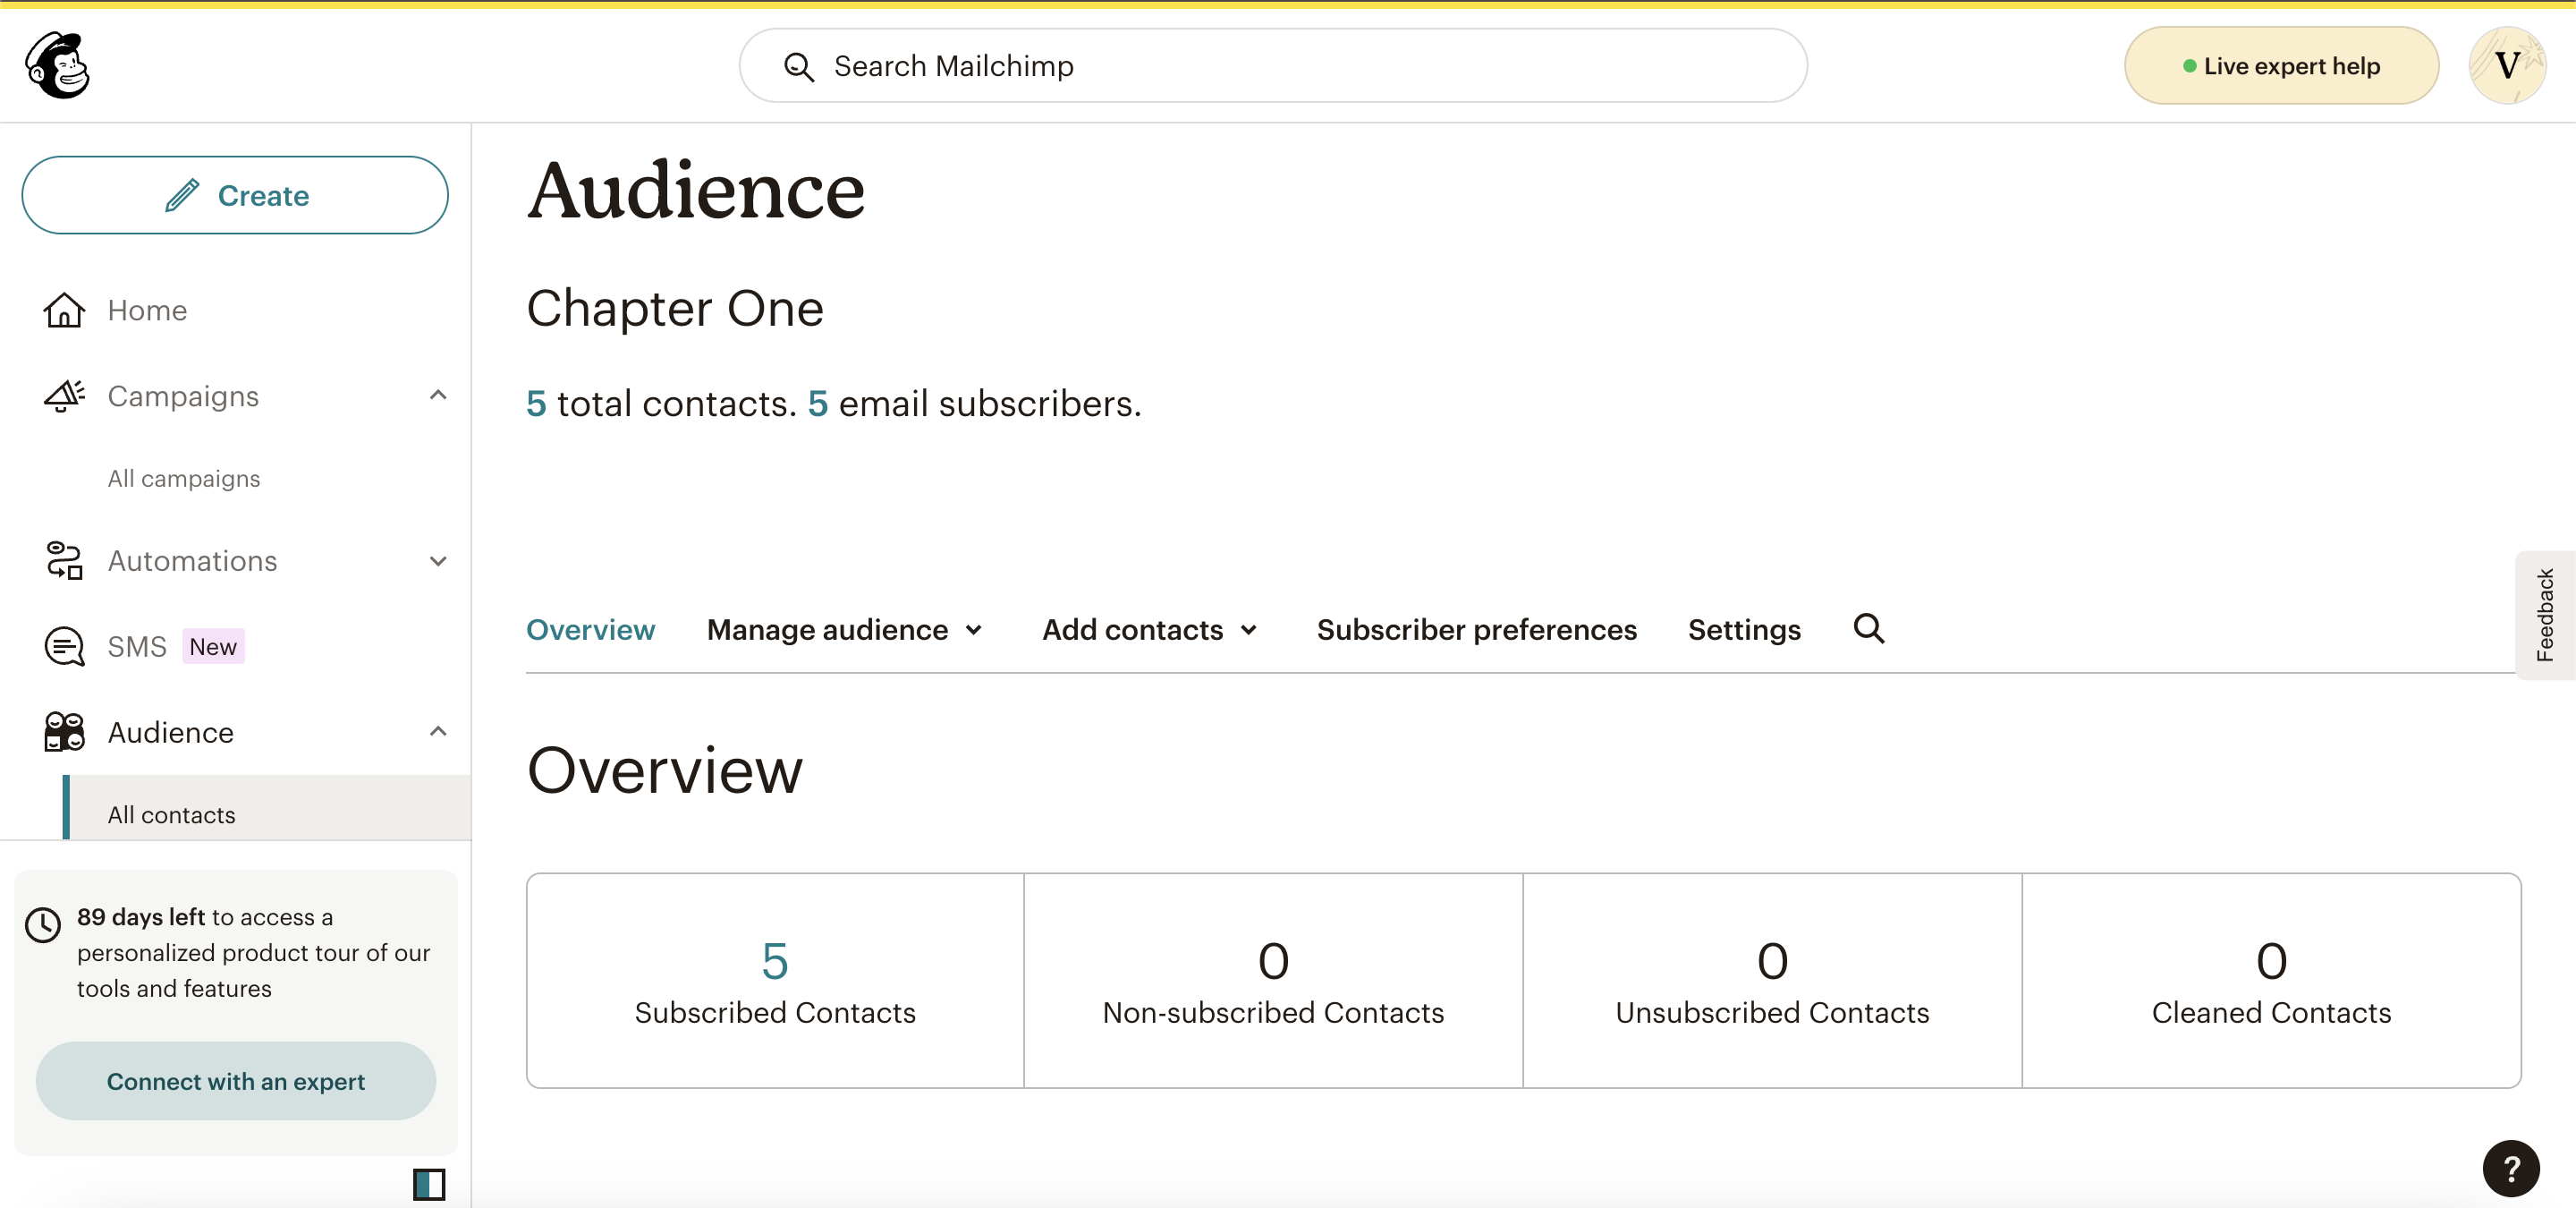 Search Mailchimp
Live expert help
V
Create
Home
Campaigns
All campaigns
Automations
SMS New
Audience
All contacts
89 days left to access a
personalized product tour of our
tools and features
Connect with an expert
Audience
Chapter One
5 total contacts. 5 email subscribers.
Overview Manage audience Add contacts Subscriber preferences Settings
Feedback
Overview
5
Subscribed Contacts
0
Non-subscribed Contacts
0
Unsubscribed Contacts
0
Cleaned Contacts
?